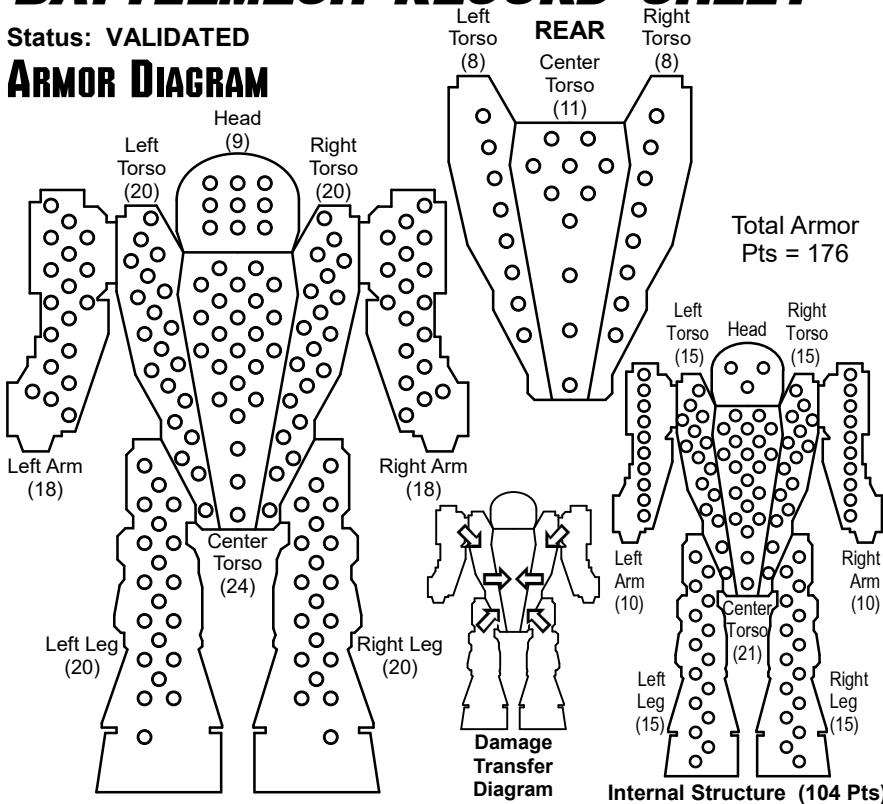 BATTLEMECH RECORD SHEET
Status: VALIDATED
ARMOR DIAGRAM
Head
(9)
Left
Torso
(20)
Right
Torso
(20)
Left Arm
(18)
Right Arm
(18)
Center
Torso
(24)
Left Leg
(20)
Right Leg
(20)
Left
Torso
(8)
REAR
Center
Torso
(11)
Right
Torso
(8)
Total Armor
Pts = 176
Left
Torso
(15)
Head
Right
Torso
(15)
Left
Arm
(10)
Right
Arm
(10)
Center
Torso
(21)
Left
Leg
(15)
Right
Leg
(15)
Damage
Transfer
Diagram
Internal Structure (104 Pts)